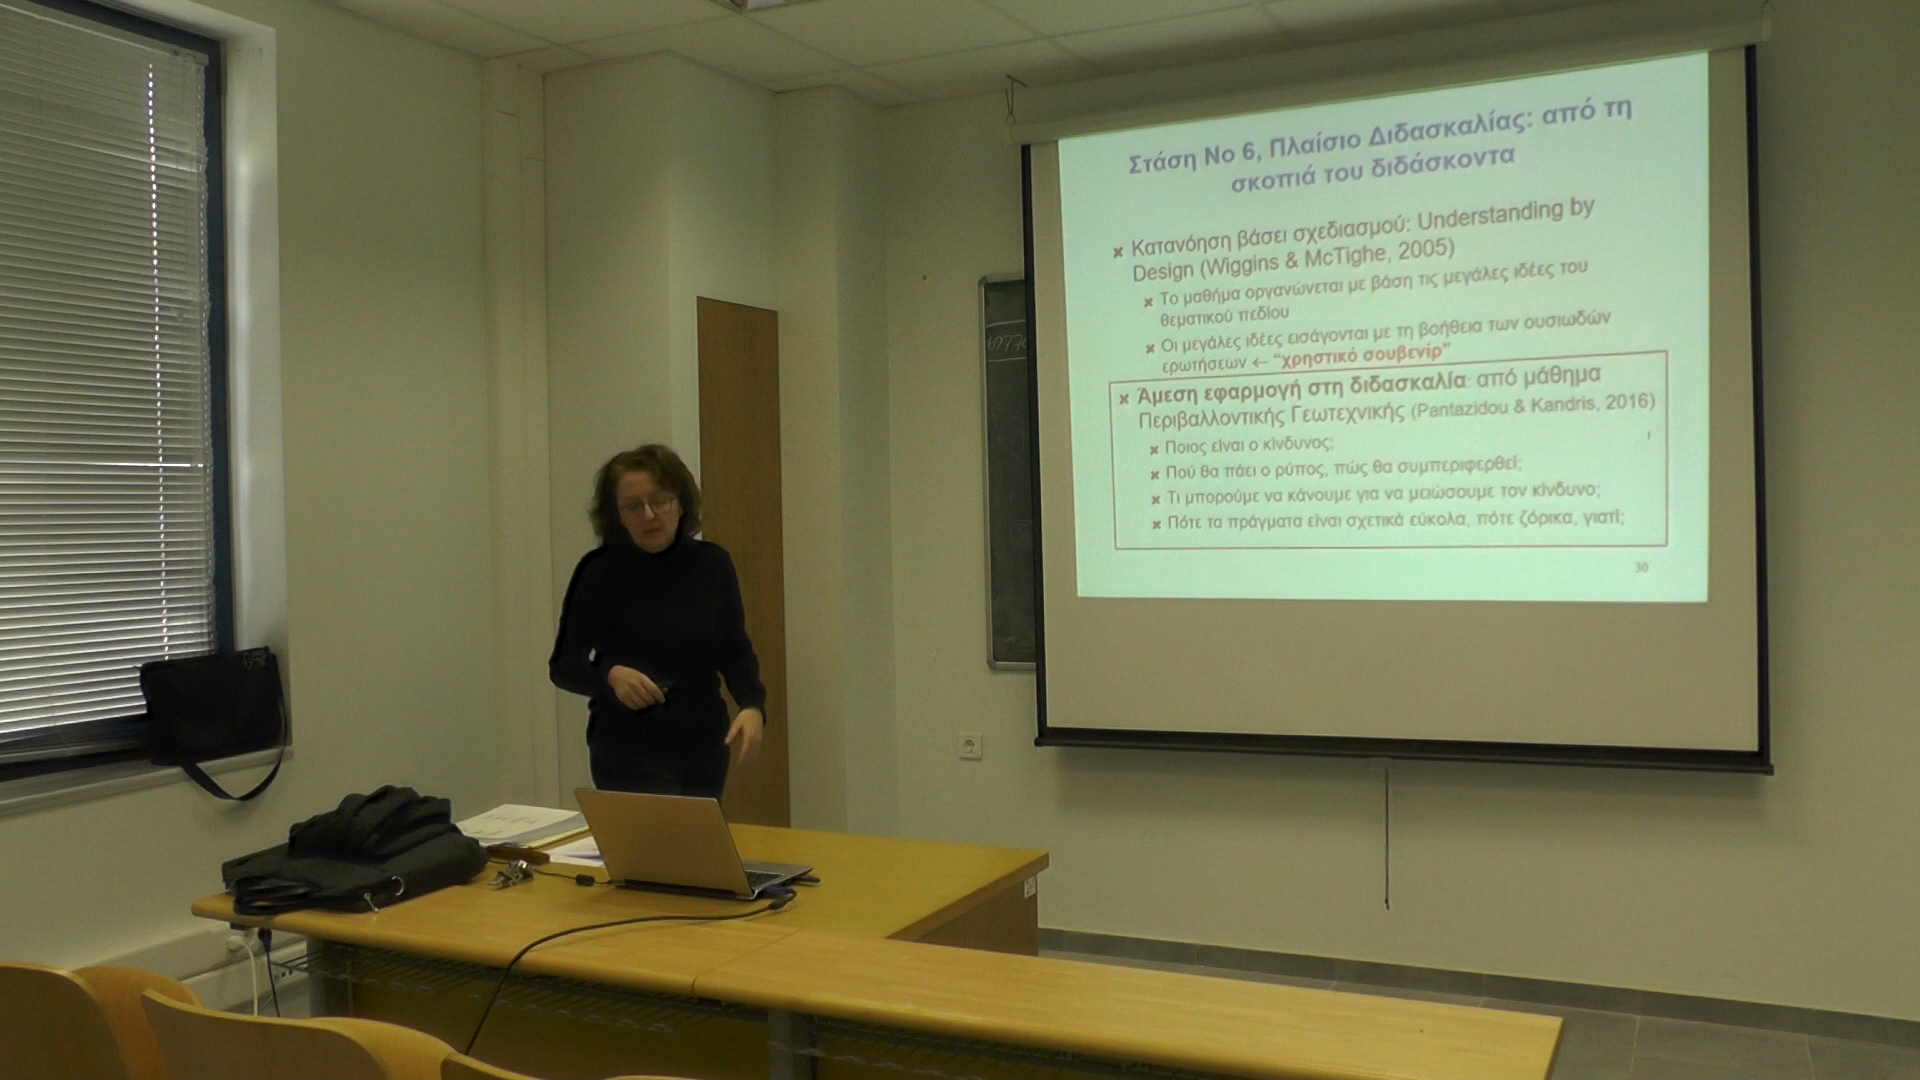 Στάση Νο 6, Πλαίσιο Διδασκαλίας: από τη
σκοπιά του διδάσκοντα
Κατανόηση βάσει σχεδιασμού: Understanding by
Design (Wiggins & McTighe, 2005)
Το μαθήμα οργανώνεται με βάση τις μεγάλες ιδέες του
θεματικού πεδίου
Οι μεγάλες ιδέες εισάγονται με τη βοήθεια των ουσιωδών
ερωτήσεων ← “χρηστικό σουβενίρ”
Άμεση εφαρμογή στη διδασκαλία: από μάθημα
Περιβαλλοντικής Γεωτεχνικής (Pantazidou & Kandris, 2016)
Ποιος είναι ο κίνδυνος;
Πού θα πάει ο ρύπος, πώς θα συμπεριφερθεί;
Τι μπορούμε να κάνουμε για να μειώσουμε τον κίνδυνο;
Πότε τα πράγματα είναι σχετικά εύκολα, πότε ζόρικα, γιατί;
30